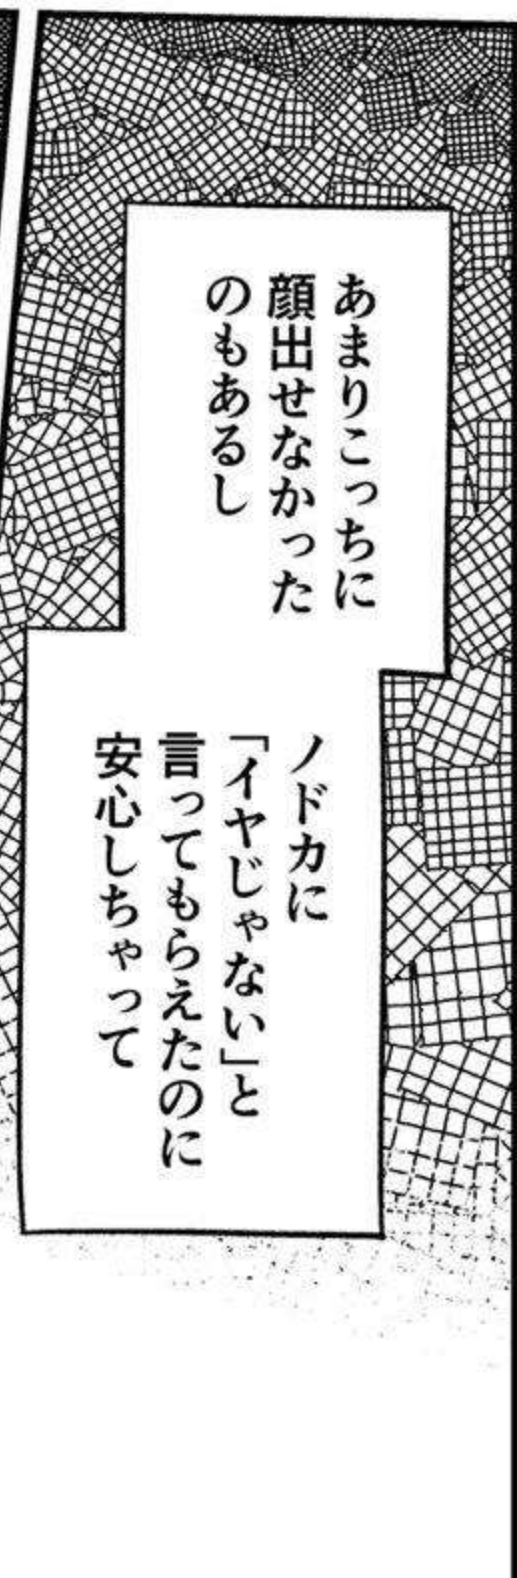 あまりこっちに
顔出せなかった
のもあるし
ノドカに
「イヤじゃない」と
言ってもらえたのに
安心しちゃって